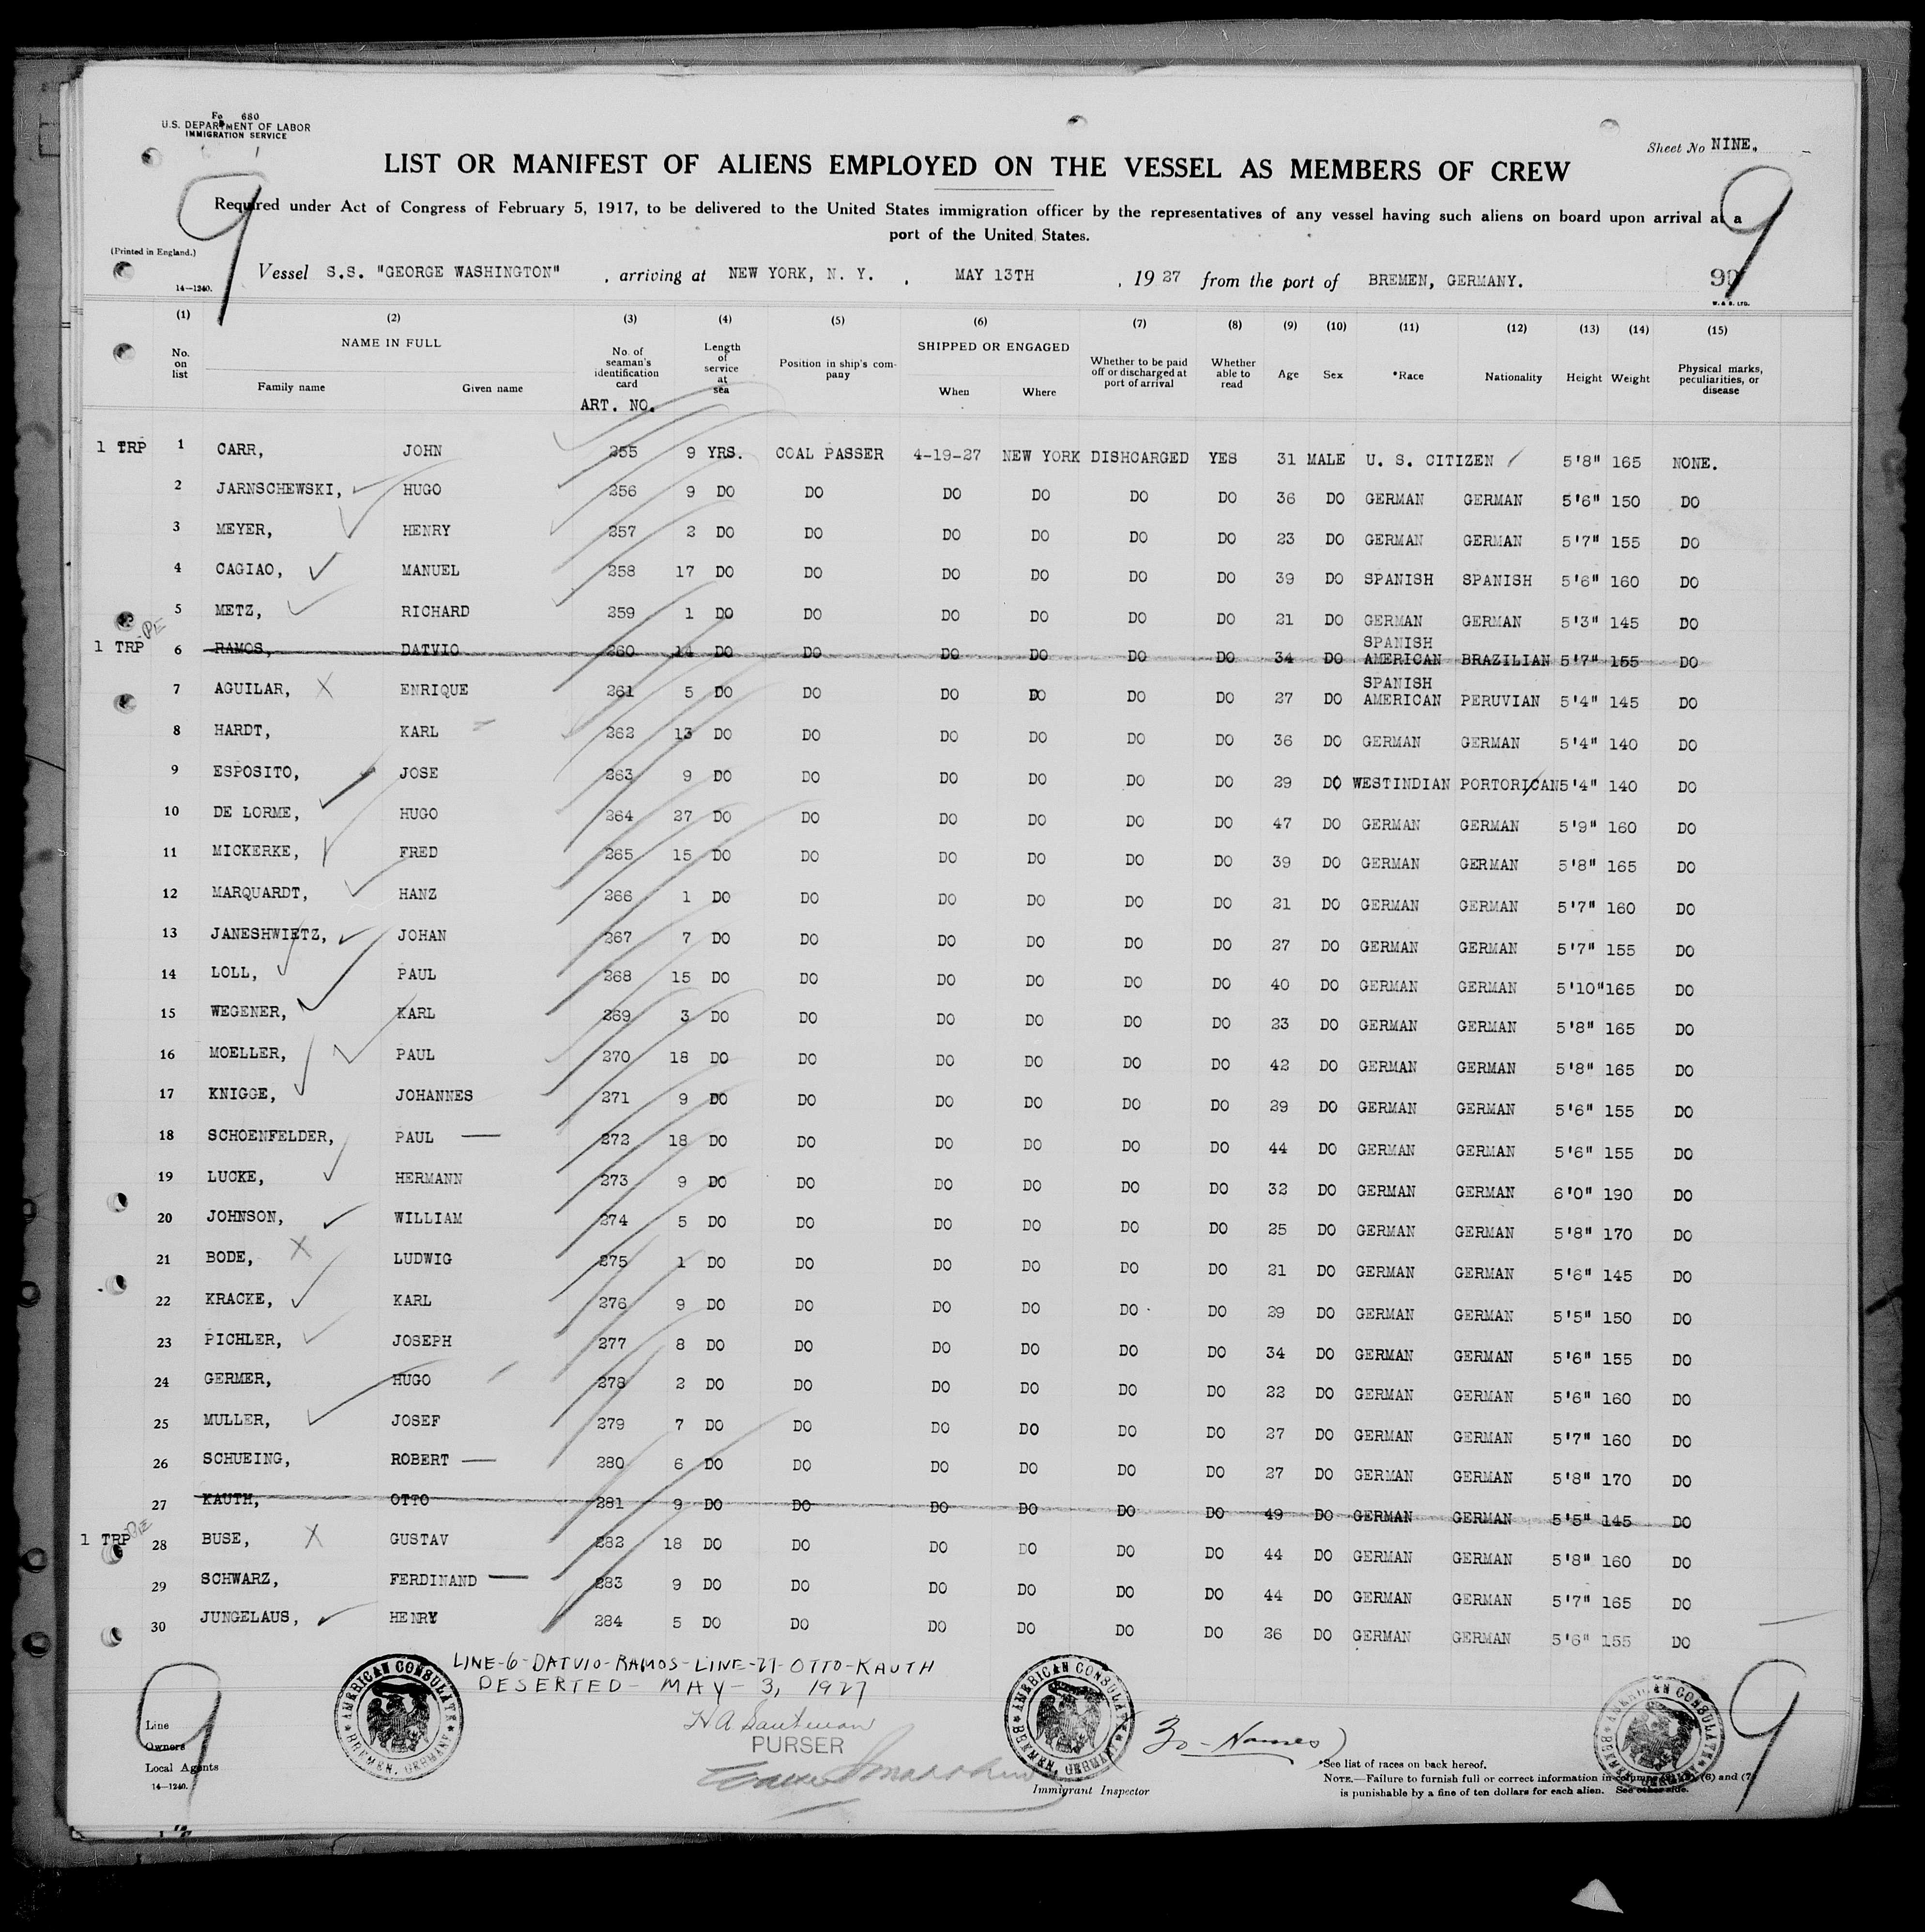 Fo 680
U.S. DEPARTMENT OF LABOR
IMMIGRATION SERVICE
Sheet No NINE.
LIST OR MANIFEST OF ALIENS EMPLOYED ON THE VESSEL AS MEMBERS OF CREW
9 9
Required under Act of Congress of February 5, 1917, to be delivered to the United States immigration officer by the representatives of any vessel having such aliens on board upon arrival at a
port of the United States.
(Printed in England.)
Vessel S.S. "GEORGE WASHINGTON" , arriving at NEW YORK, N. Y. , MAY 13TH , 1927 from the port of BREMEN, GERMANY.
14—1240.
W. & S. LTD.
(1) (2) (3) (4) (5) (6) (7) (8) (9) (10) (11) (12) (13) (14) (15)
No. on list NAME IN FULL Family name Given name No. of seaman's identification card Length of service at sea Position in ship's company SHIPPED OR ENGAGED When Where Whether to be paid off or discharged at port of arrival Whether able to read Age Sex *Race Nationality Height Weight Physical marks, peculiarities, or disease
ART. NO.
1 TRP 1 CARR, JOHN 255 9 YRS. COAL PASSER 4-19-27 NEW YORK DISHCARGED YES 31 MALE U. S. CITIZEN 5'8" 165 NONE.
2 JARNSCHEWSKI, HUGO 256 9 DO DO DO DO DO DO 36 DO GERMAN GERMAN 5'6" 150 DO
3 MEYER, HENRY 257 2 DO DO DO DO DO DO 23 DO GERMAN GERMAN 5'7" 155 DO
4 CAGIAO, MANUEL 258 17 DO DO DO DO DO DO 39 DO SPANISH SPANISH 5'6" 160 DO
5 METZ, RICHARD 259 1 DO DO DO DO DO DO 21 DO GERMAN GERMAN 5'3" 145 DO
1 TRP 6 RAMOS, DATVIO 260 14 DO DO DO DO DO DO 34 DO SPANISH AMERICAN BRAZILIAN 5'7" 155 DO
7 AGUILAR, ENRIQUE 261 5 DO DO DO DO DO DO 27 DO SPANISH AMERICAN PERUVIAN 5'4" 145 DO
8 HARDT, KARL 262 13 DO DO DO DO DO DO 36 DO GERMAN GERMAN 5'4" 140 DO
9 ESPOSITO, JOSE 263 9 DO DO DO DO DO DO 29 DO WESTINDIAN PORTORICAN 5'4" 140 DO
10 DE LORME, HUGO 264 27 DO DO DO DO DO DO 47 DO GERMAN GERMAN 5'9" 160 DO
11 MICKERKE, FRED 265 15 DO DO DO DO DO DO 39 DO GERMAN GERMAN 5'8" 165 DO
12 MARQUARDT, HANZ 266 1 DO DO DO DO DO DO 21 DO GERMAN GERMAN 5'7" 160 DO
13 JANESHWIETZ, JOHAN 267 7 DO DO DO DO DO DO 27 DO GERMAN GERMAN 5'7" 155 DO
14 LOLL, PAUL 268 15 DO DO DO DO DO DO 40 DO GERMAN GERMAN 5'10" 165 DO
15 WEGENER, KARL 269 3 DO DO DO DO DO DO 23 DO GERMAN GERMAN 5'8" 165 DO
16 MOELLER, PAUL 270 18 DO DO DO DO DO DO 42 DO GERMAN GERMAN 5'8" 165 DO
17 KNIGGE, JOHANNES 271 9 DO DO DO DO DO DO 29 DO GERMAN GERMAN 5'6" 155 DO
18 SCHOENFELDER, PAUL 272 18 DO DO DO DO DO DO 44 DO GERMAN GERMAN 5'6" 155 DO
19 LUCKE, HERMANN 273 9 DO DO DO DO DO DO 32 DO GERMAN GERMAN 6'0" 190 DO
20 JOHNSON, WILLIAM 274 5 DO DO DO DO DO DO 25 DO GERMAN GERMAN 5'8" 170 DO
21 BODE, LUDWIG 275 1 DO DO DO DO DO DO 21 DO GERMAN GERMAN 5'6" 145 DO
22 KRACKE, KARL 276 9 DO DO DO DO DO DO 29 DO GERMAN GERMAN 5'5" 150 DO
23 PICHLER, JOSEPH 277 8 DO DO DO DO DO DO 34 DO GERMAN GERMAN 5'6" 155 DO
24 GERMER, HUGO 278 2 DO DO DO DO DO DO 22 DO GERMAN GERMAN 5'6" 160 DO
25 MULLER, JOSEF 279 7 DO DO DO DO DO DO 27 DO GERMAN GERMAN 5'7" 160 DO
26 SCHUEING, ROBERT 280 6 DO DO DO DO DO DO 27 DO GERMAN GERMAN 5'8" 170 DO
27 KAUTH, OTTO 281 9 DO DO DO DO DO DO 49 DO GERMAN GERMAN 5'5" 145 DO
1 TRP 28 BUSE, GUSTAV 282 18 DO DO DO DO DO DO 44 DO GERMAN GERMAN 5'8" 160 DO
29 SCHWARZ, FERDINAND 283 9 DO DO DO DO DO DO 44 DO GERMAN GERMAN 5'7" 165 DO
30 JUNGELAUS, HENRY 284 5 DO DO DO DO DO DO 26 DO GERMAN GERMAN 5'6" 155 DO
LINE-6-DATVIO-RAMOS-LINE-27-OTTO-KAUTH
DESERTED- MAY-3, 1927
AMERICAN CONSULATE BREMEN, GERMANY
AMERICAN CONSULATE BREMEN, GERMANY
AMERICAN CONSULATE BREMEN, GERMANY
9 9
PURSER
30-Names
Line
Owners
Local Agents
14—1240.
Immigrant Inspector
*See list of races on back hereof.
NOTE.—Failure to furnish full or correct information in columns (6) and (7)
is punishable by a fine of ten dollars for each alien. See other side.